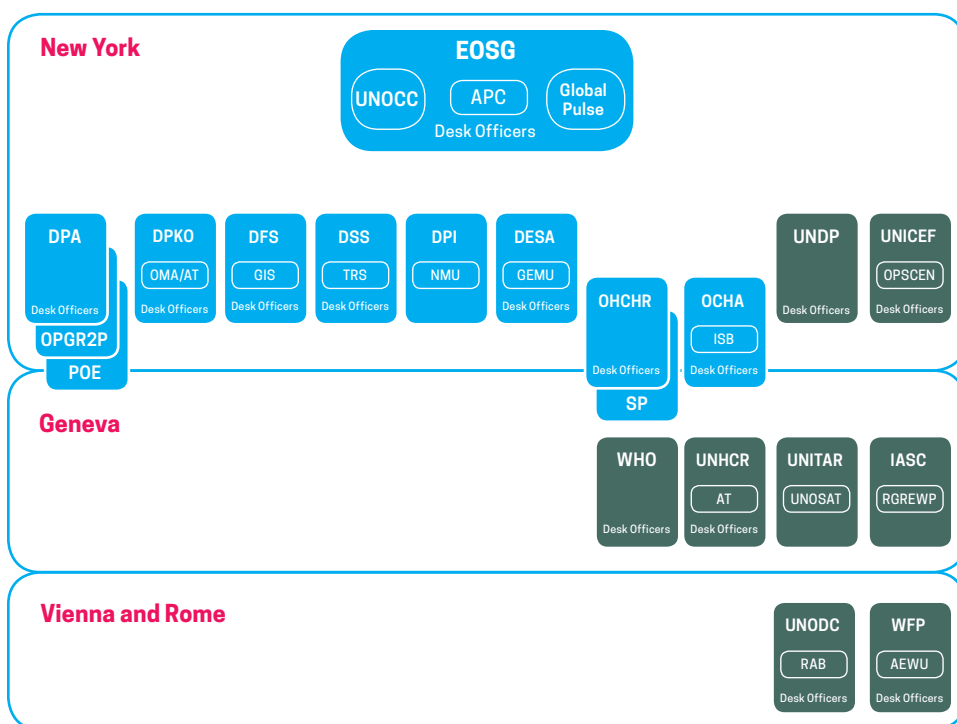 New York
EOSG
UNOCC
APC
Global
Pulse
Desk Officers
DPA
Desk Officers
OPGR2P
POE
DPKO
OMA/AT
Desk Officers
DFS
GIS
Desk Officers
DSS
TRS
Desk Officers
DPI
NMU
DESA
GEMU
Desk Officers
OHCHR
Desk Officers
SP
OCHA
ISB
Desk Officers
UNDP
Desk Officers
UNICEF
OPSCEN
Desk Officers
Geneva
WHO
Desk Officers
UNHCR
AT
Desk Officers
UNITAR
UNOSAT
IASC
RGREWP
Vienna and Rome
UNODC
RAB
Desk Officers
WFP
AEWU
Desk Officers